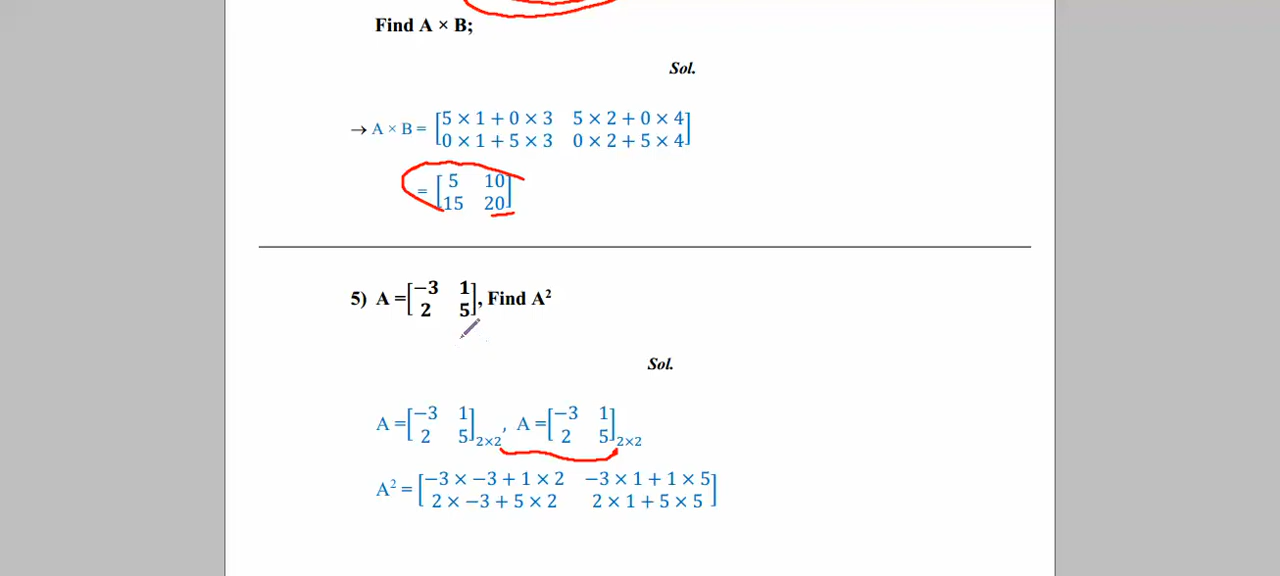 Find A × B;
Sol.
→ A × B = [5 × 1 + 0 × 3 5 × 2 + 0 × 4]
[0 × 1 + 5 × 3 0 × 2 + 5 × 4]
= [5 10]
[15 20]
5) A =[−3 1], Find A²
[2 5]
Sol.
A =[−3 1], A =[−3 1]
[2 5]2×2 [2 5]2×2
A² = [−3 × −3 + 1 × 2 −3 × 1 + 1 × 5]
[2 × −3 + 5 × 2 2 × 1 + 5 × 5]